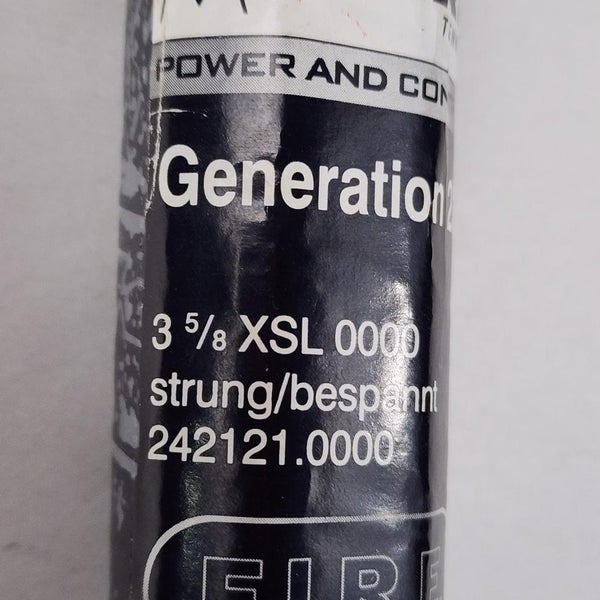 POWER AND CON
Generation 2
3 5/8 XSL 0000
strung/bespannt
242121.0000
FIRE